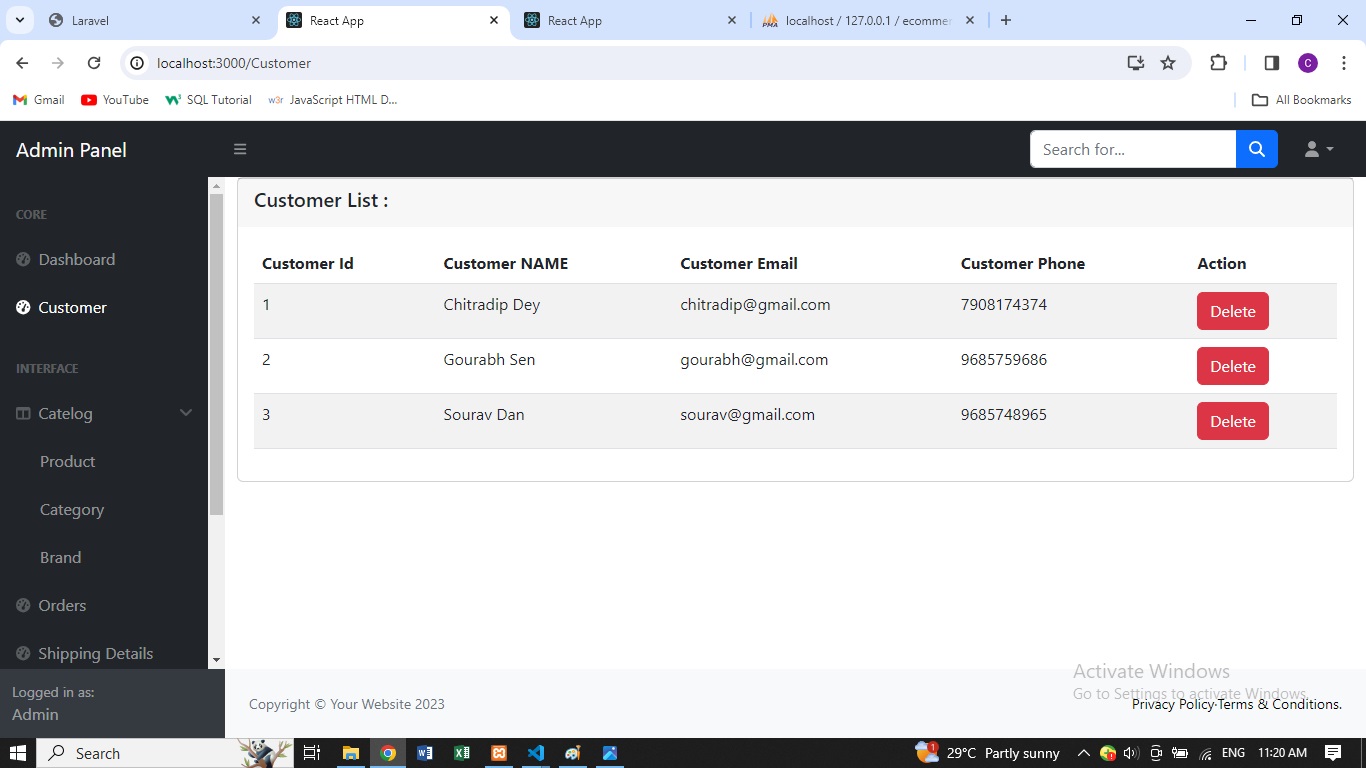 Laravel
React App
React App
localhost / 127.0.0.1 / ecomme
localhost:3000/Customer
Gmail
YouTube
SQL Tutorial
JavaScript HTML D...
All Bookmarks
Admin Panel
Search for...
CORE
Dashboard
Customer
INTERFACE
Catelog
Product
Category
Brand
Orders
Shipping Details
Logged in as:
Admin
Customer List :
Customer Id Customer NAME Customer Email Customer Phone Action
1 Chitradip Dey chitradip@gmail.com 7908174374 Delete
2 Gourabh Sen gourabh@gmail.com 9685759686 Delete
3 Sourav Dan sourav@gmail.com 9685748965 Delete
Activate Windows
Go to Settings to activate Windows.
Copyright © Your Website 2023
Privacy Policy·Terms & Conditions.
Search
29°C Partly sunny
ENG
11:20 AM